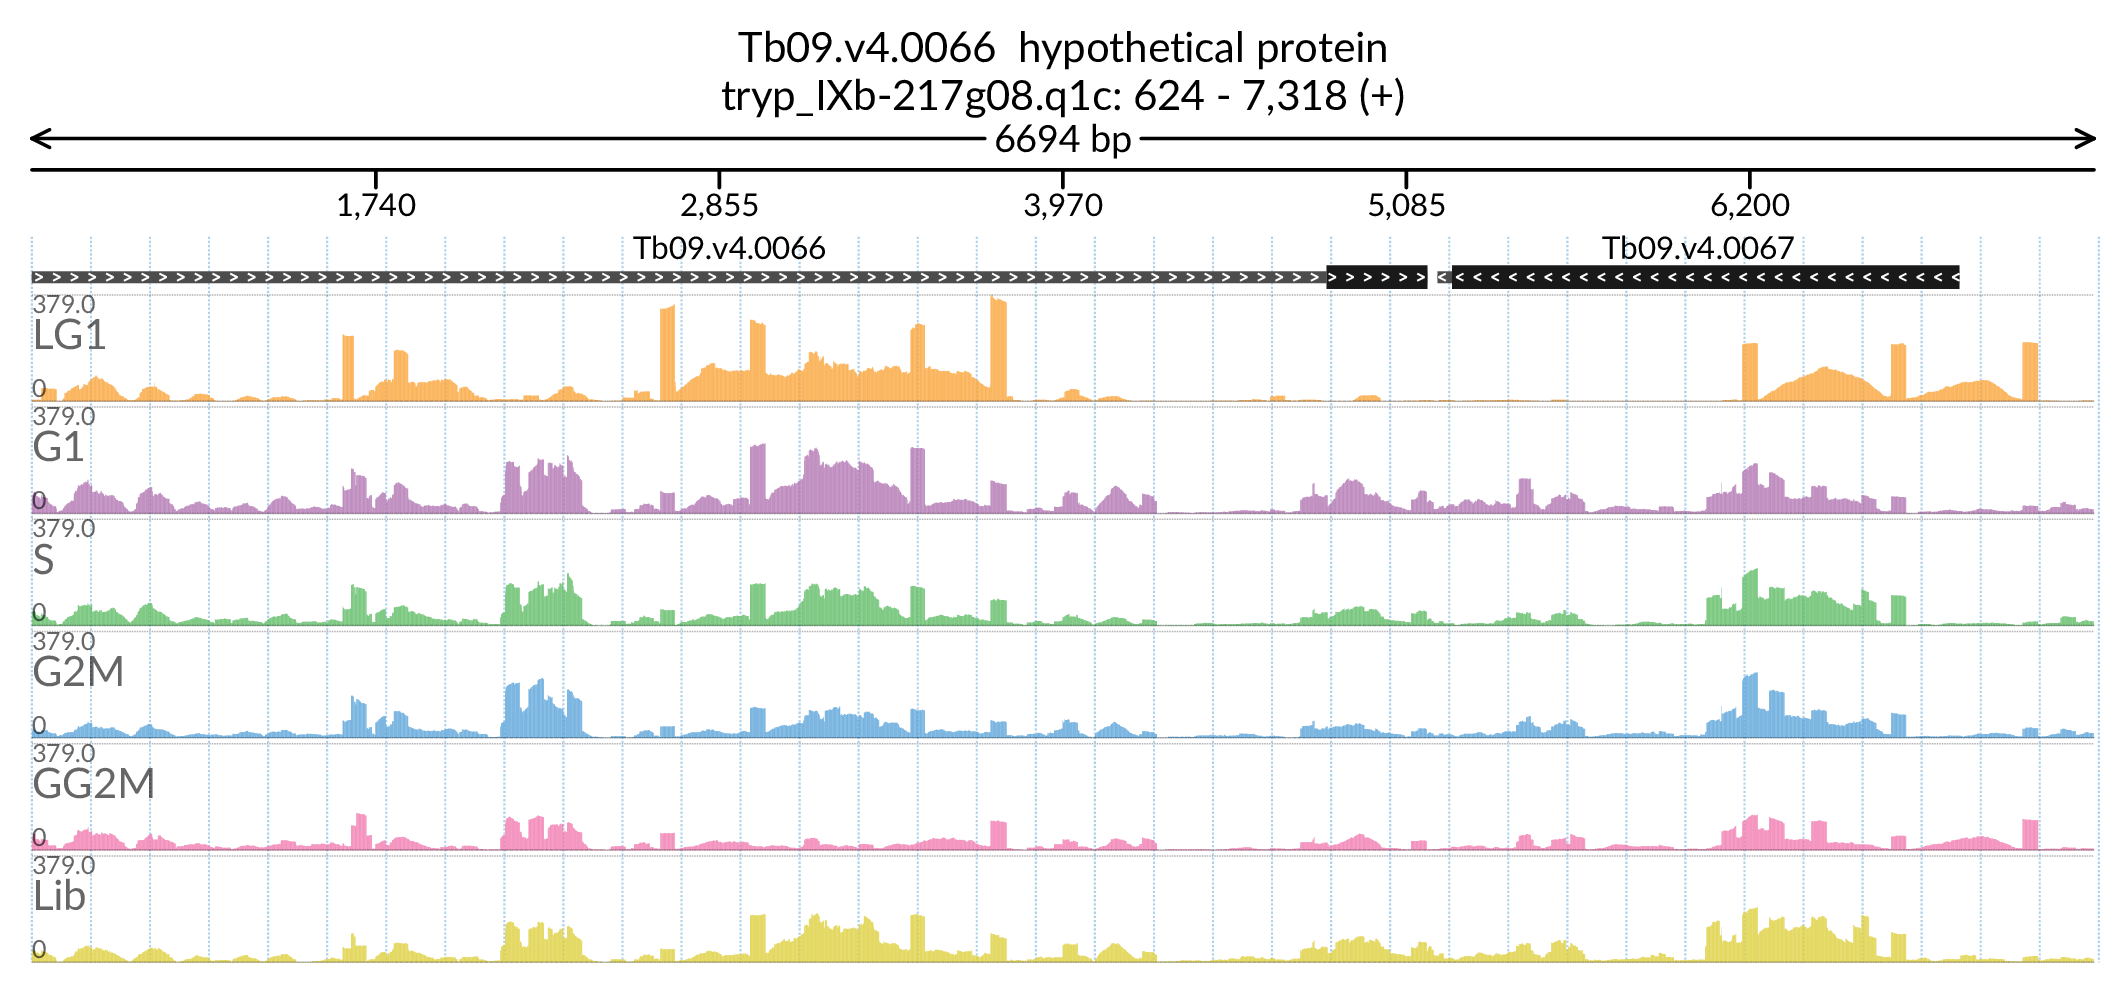 Tb09.v4.0066 hypothetical protein
tryp_IXb-217g08.q1c: 624 - 7,318 (+)
6694 bp
1,740 2,855 3,970 5,085 6,200
Tb09.v4.0066 Tb09.v4.0067
379.0
LG1
0
379.0
G1
0
379.0
S
0
379.0
G2M
0
379.0
GG2M
0
379.0
Lib
0